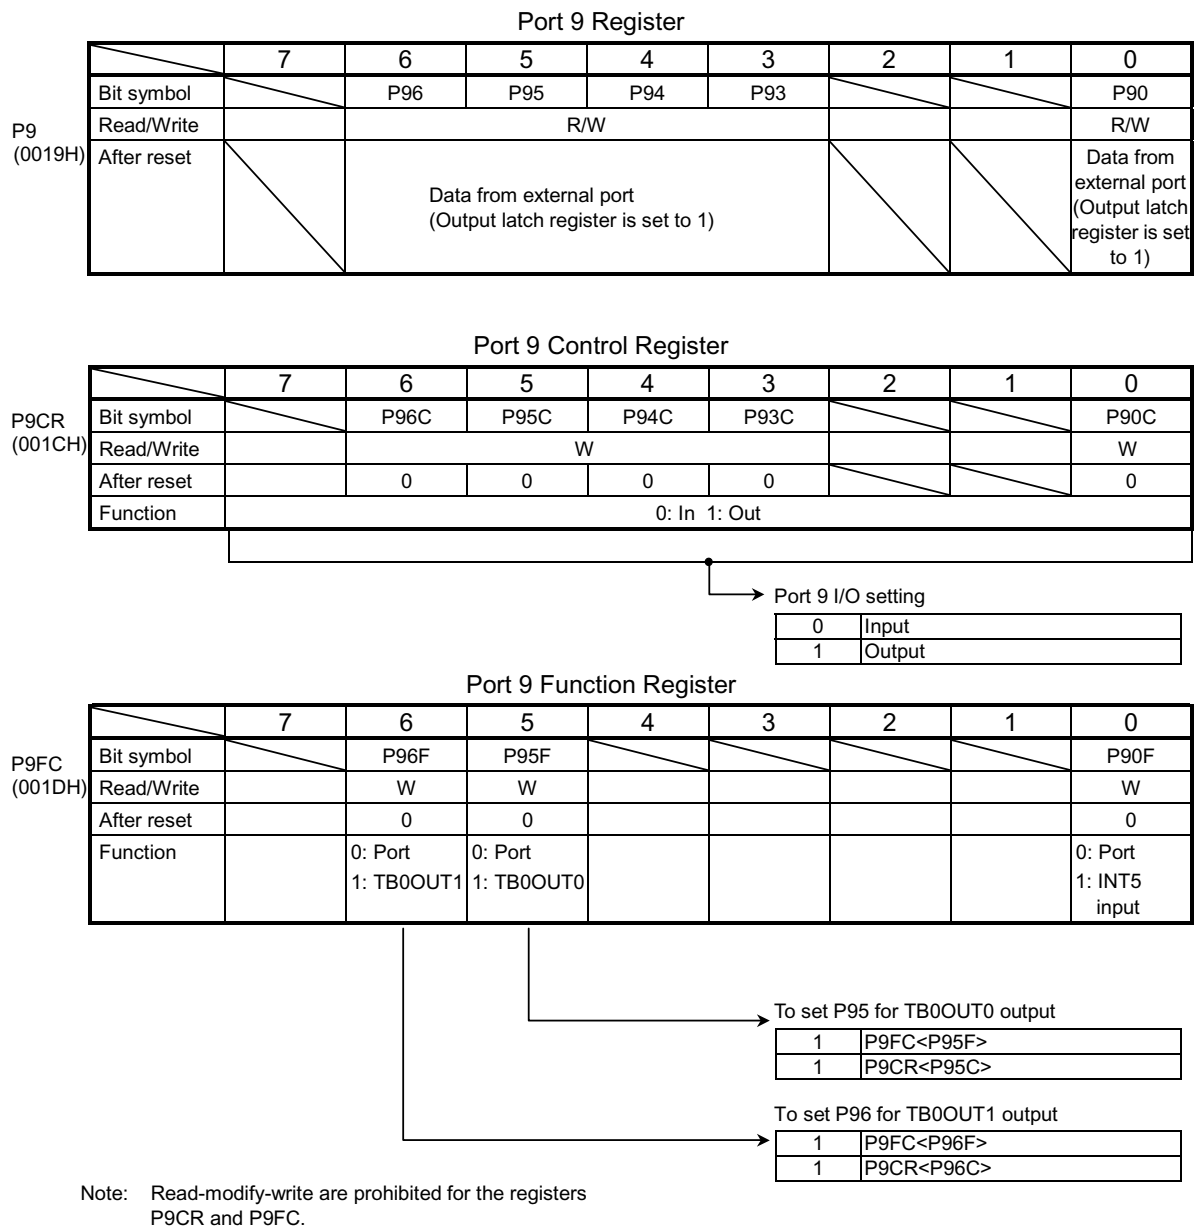 Port 9 Register
7 6 5 4 3 2 1 0
P9
(0019H)
Bit symbol P96 P95 P94 P93 P90
Read/Write R/W R/W
After reset
Data from external port
(Output latch register is set to 1)
Data from
external port
(Output latch
register is set
to 1)
Port 9 Control Register
7 6 5 4 3 2 1 0
P9CR
(001CH)
Bit symbol P96C P95C P94C P93C P90C
Read/Write W W
After reset 0 0 0 0 0
Function 0: In 1: Out
Port 9 I/O setting
0 Input
1 Output
Port 9 Function Register
7 6 5 4 3 2 1 0
P9FC
(001DH)
Bit symbol P96F P95F P90F
Read/Write W W W
After reset 0 0 0
Function 0: Port 0: Port 0: Port
1: TB0OUT1 1: TB0OUT0 1: INT5
input
To set P95 for TB0OUT0 output
1 P9FC<P95F>
1 P9CR<P95C>
To set P96 for TB0OUT1 output
1 P9FC<P96F>
1 P9CR<P96C>
Note: Read-modify-write are prohibited for the registers
P9CR and P9FC.